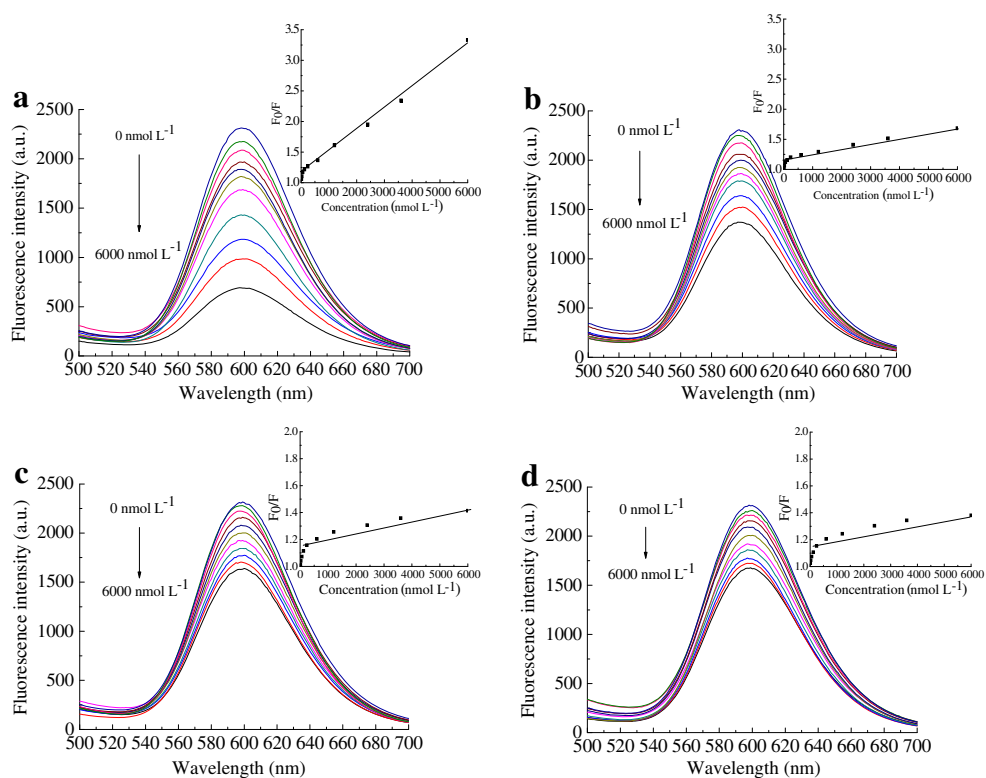 a
Fluorescence intensity (a.u.)
2500
2000
1500
1000
500
0
0 nmol L-1
6000 nmol L-1
500 520 540 560 580 600 620 640 660 680 700
Wavelength (nm)
F0/F
3.5
3.0
2.5
2.0
1.5
1.0
0 1000 2000 3000 4000 5000 6000
Concentration (nmol L-1)
b
Fluorescence intensity (a.u.)
2500
2000
1500
1000
500
0
0 nmol L-1
6000 nmol L-1
500 520 540 560 580 600 620 640 660 680 700
Wavelength (nm)
F0/F
3.5
3.0
2.5
2.0
1.5
1.0
0 1000 2000 3000 4000 5000 6000
Concentration (nmol L-1)
c
Fluorescence intensity (a.u.)
2500
2000
1500
1000
500
0
0 nmol L-1
6000 nmol L-1
500 520 540 560 580 600 620 640 660 680 700
Wavelength (nm)
F0/F
2.0
1.8
1.6
1.4
1.2
1.0
0 1000 2000 3000 4000 5000 6000
Concentration (nmol L-1)
d
Fluorescence intensity (a.u.)
2500
2000
1500
1000
500
0
0 nmol L-1
6000 nmol L-1
500 520 540 560 580 600 620 640 660 680 700
Wavelength (nm)
F0/F
2.0
1.8
1.6
1.4
1.2
1.0
0 1000 2000 3000 4000 5000 6000
Concentration (nmol L-1)